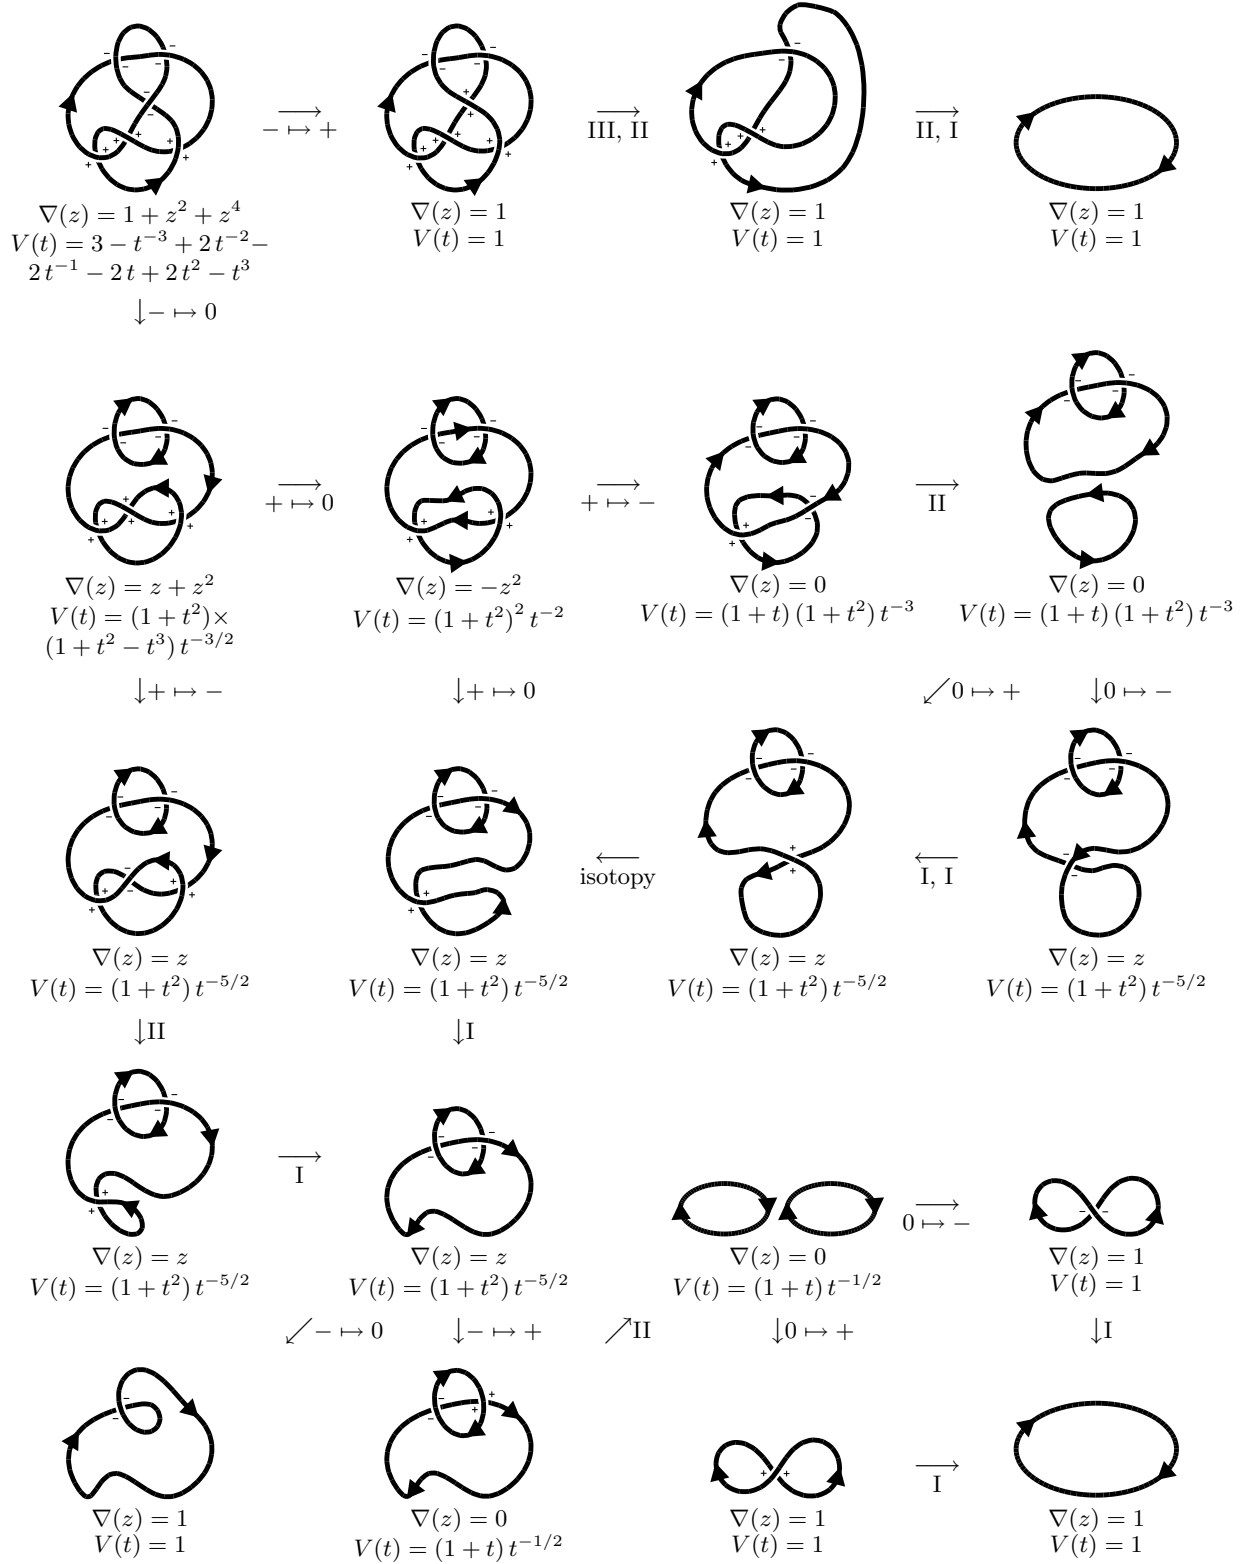 ⟶
− ↦ +
⟶
III, II
⟶
II, I
∇(z) = 1 + z² + z⁴
V(t) = 3 − t⁻³ + 2 t⁻² −
2 t⁻¹ − 2 t + 2 t² − t³
∇(z) = 1
V(t) = 1
∇(z) = 1
V(t) = 1
∇(z) = 1
V(t) = 1
↓− ↦ 0
⟶
+ ↦ 0
⟶
+ ↦ −
⟶
II
∇(z) = z + z²
V(t) = (1 + t²)×
(1 + t² − t³) t^{−3/2}
∇(z) = −z²
V(t) = (1 + t²)² t⁻²
∇(z) = 0
V(t) = (1 + t) (1 + t²) t⁻³
∇(z) = 0
V(t) = (1 + t) (1 + t²) t⁻³
↓+ ↦ −
↓+ ↦ 0
↙0 ↦ +
↓0 ↦ −
⟵
isotopy
⟵
I, I
∇(z) = z
V(t) = (1 + t²) t^{−5/2}
∇(z) = z
V(t) = (1 + t²) t^{−5/2}
∇(z) = z
V(t) = (1 + t²) t^{−5/2}
∇(z) = z
V(t) = (1 + t²) t^{−5/2}
↓II
↓I
⟶
I
⟶
0 ↦ −
∇(z) = z
V(t) = (1 + t²) t^{−5/2}
∇(z) = z
V(t) = (1 + t²) t^{−5/2}
∇(z) = 0
V(t) = (1 + t) t^{−1/2}
∇(z) = 1
V(t) = 1
↙− ↦ 0
↓− ↦ +
↗II
↓0 ↦ +
↓I
⟶
I
∇(z) = 1
V(t) = 1
∇(z) = 0
V(t) = (1 + t) t^{−1/2}
∇(z) = 1
V(t) = 1
∇(z) = 1
V(t) = 1